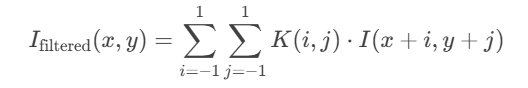 I_filtered(x, y) = ∑_{i=−1}^{1} ∑_{j=−1}^{1} K(i, j) · I(x + i, y + j)